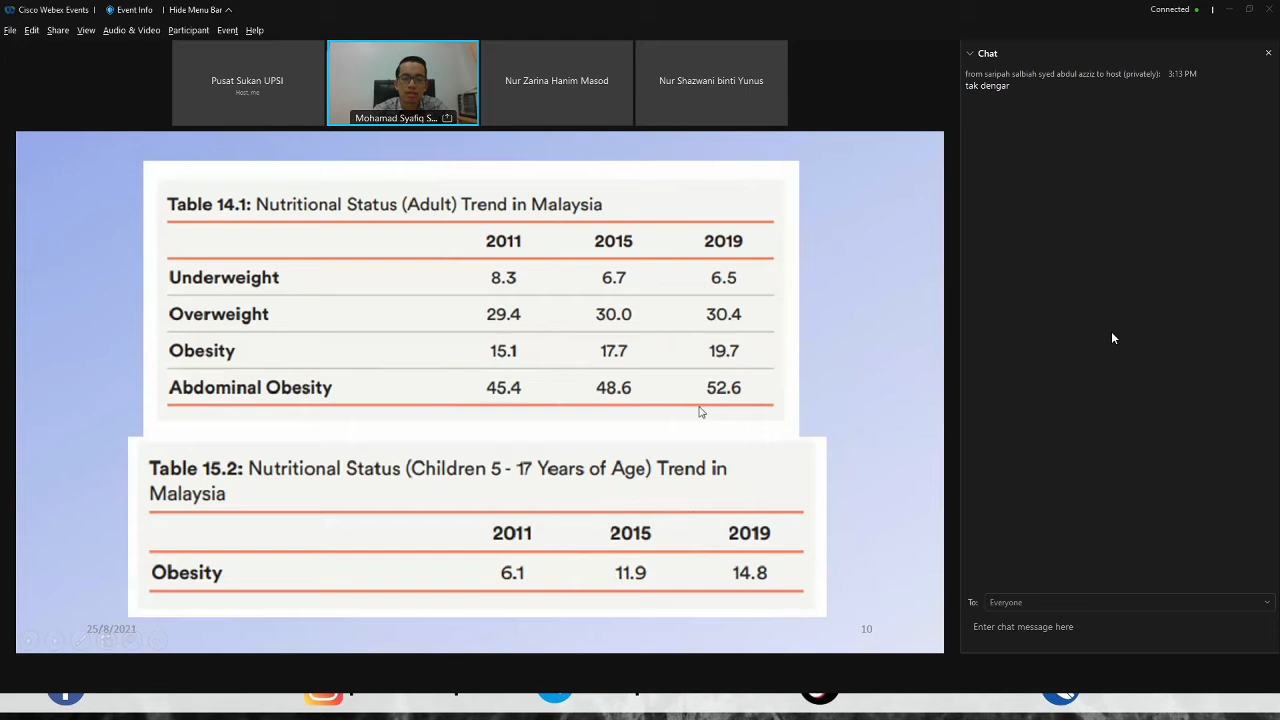 Cisco Webex Events
Event Info
Hide Menu Bar
Connected
File Edit Share View Audio & Video Participant Event Help
Pusat Sukan UPSI
Host, me
Mohamad Syafiq S...
Nur Zarina Hanim Masod
Nur Shazwani binti Yunus
Table 14.1: Nutritional Status (Adult) Trend in Malaysia
2011 2015 2019
Underweight 8.3 6.7 6.5
Overweight 29.4 30.0 30.4
Obesity 15.1 17.7 19.7
Abdominal Obesity 45.4 48.6 52.6
Table 15.2: Nutritional Status (Children 5 - 17 Years of Age) Trend in
Malaysia
2011 2015 2019
Obesity 6.1 11.9 14.8
25/8/2021
10
Chat
from saripah salbiah syed abdul azziz to host (privately): 3:13 PM
tak dengar
To: Everyone
Enter chat message here